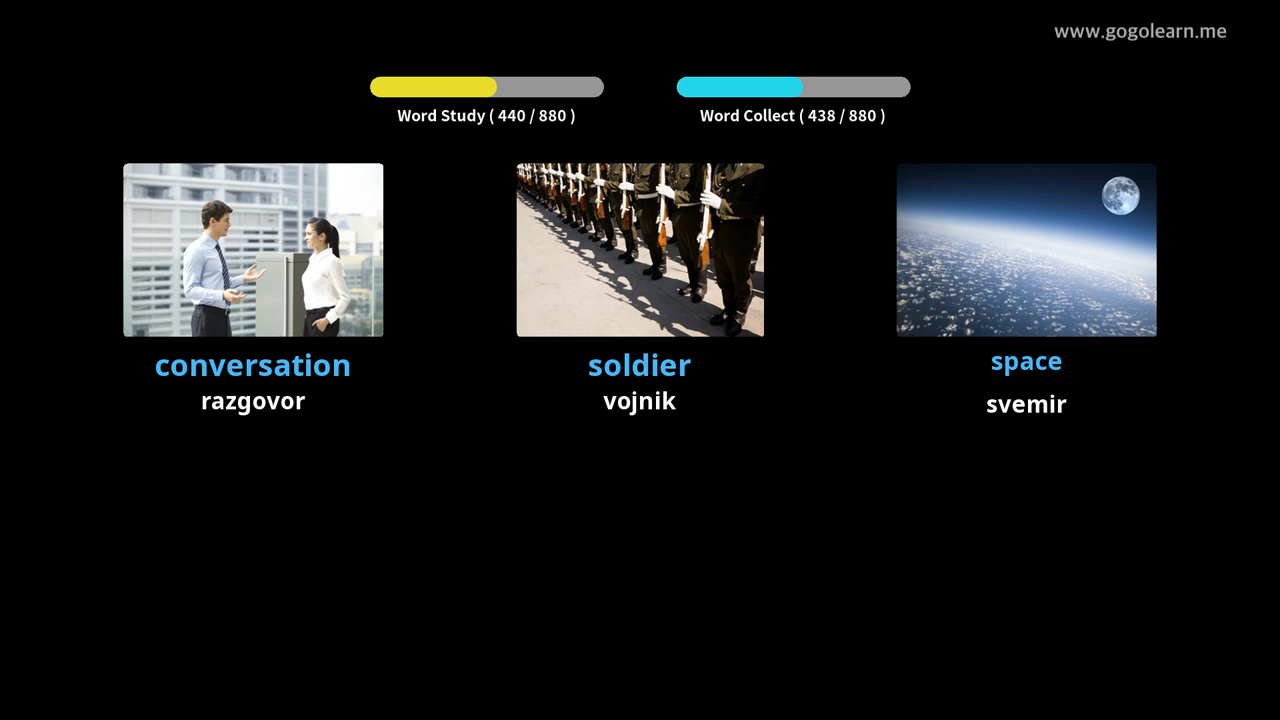 www.gogolearn.me
Word Study ( 440 / 880 )
Word Collect ( 438 / 880 )
conversation
razgovor
soldier
vojnik
space
svemir